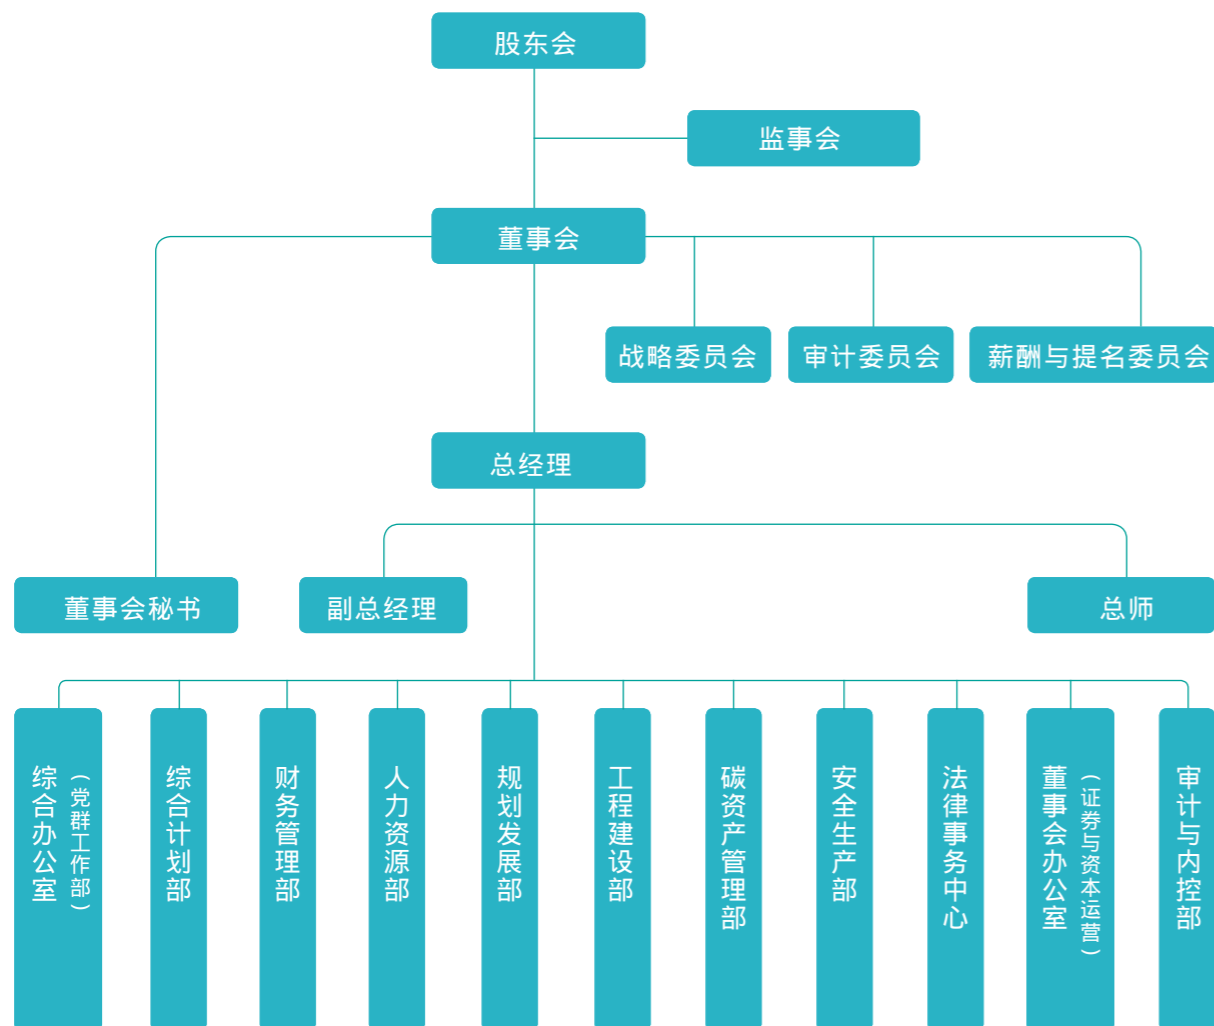 股东会
监事会
董事会
战略委员会
审计委员会
薪酬与提名委员会
总经理
董事会秘书
副总经理
总师
综合办公室
（党群工作部）
综合计划部
财务管理部
人力资源部
规划发展部
工程建设部
碳资产管理部
安全生产部
法律事务中心
董事会办公室
（证券与资本运营）
审计与内控部